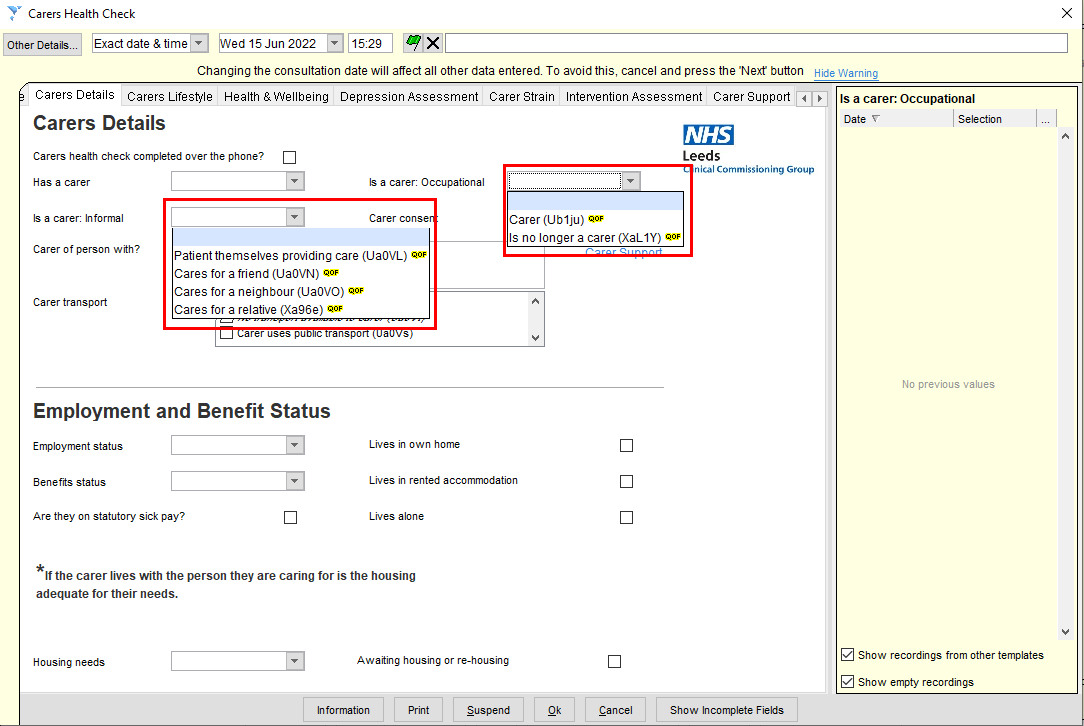 Carers Health Check
Other Details... Exact date & time Wed 15 Jun 2022 15:29
Changing the consultation date will affect all other data entered. To avoid this, cancel and press the 'Next' button Hide Warning
e Carers Details Carers Lifestyle Health & Wellbeing Depression Assessment Carer Strain Intervention Assessment Carer Support
Carers Details
NHS
Leeds
Clinical Commissioning Group
Carers health check completed over the phone?
Has a carer Is a carer: Occupational
Carer (Ub1ju) QOF
Is no longer a carer (XaL1Y) QOF
Is a carer: Informal Carer consent
Carer of person with? Carer Support
Patient themselves providing care (Ua0VL) QOF
Cares for a friend (Ua0VN) QOF
Cares for a neighbour (Ua0VO) QOF
Cares for a relative (Xa96e) QOF
Carer transport
Carer uses public transport (Ua0Vs)
Employment and Benefit Status
Employment status Lives in own home
Benefits status Lives in rented accommodation
Are they on statutory sick pay? Lives alone
*If the carer lives with the person they are caring for is the housing
adequate for their needs.
Housing needs Awaiting housing or re-housing
Is a carer: Occupational
Date Selection ...
No previous values
Show recordings from other templates
Show empty recordings
Information Print Suspend Ok Cancel Show Incomplete Fields